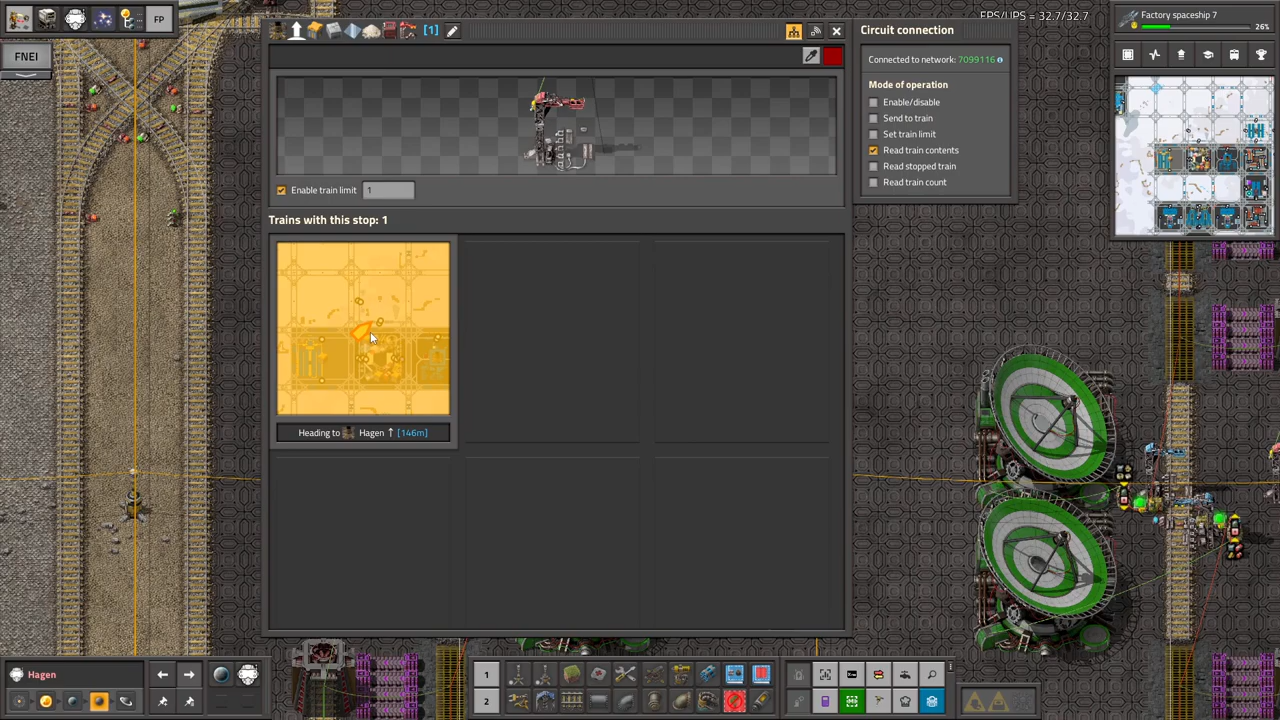 FP
FPS/UPS = 32.7/32.7
Factory spaceship 7
26%
FNEI
[1]
Circuit connection
Connected to network: 7099116
Mode of operation
Enable/disable
Send to train
Set train limit
Read train contents
Read stopped train
Read train count
Enable train limit
1
Trains with this stop: 1
Heading to Hagen ↑ [146m]
Hagen
1
2